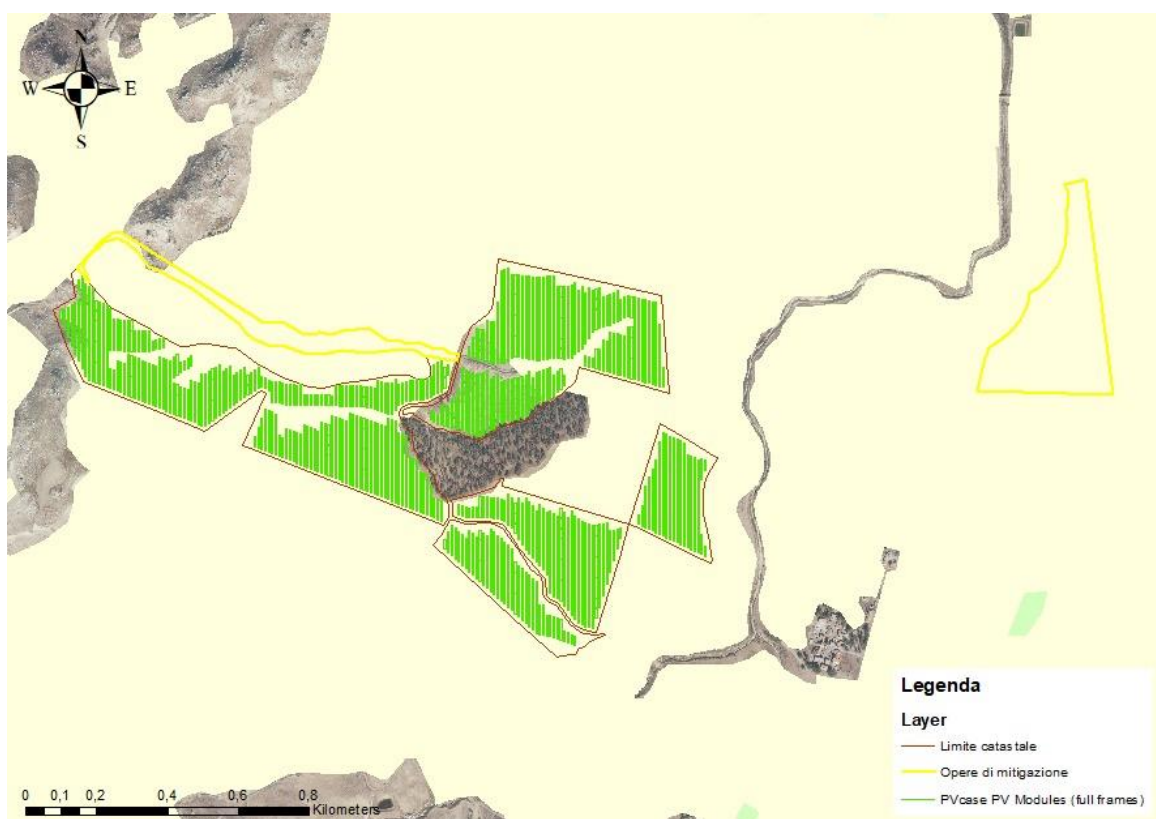 N
W E
S
Legenda
Layer
Limite catastale
Opere di mitigazione
PVcase PV Modules (full frames)
0 0,1 0,2 0,4 0,6 0,8
Kilometers